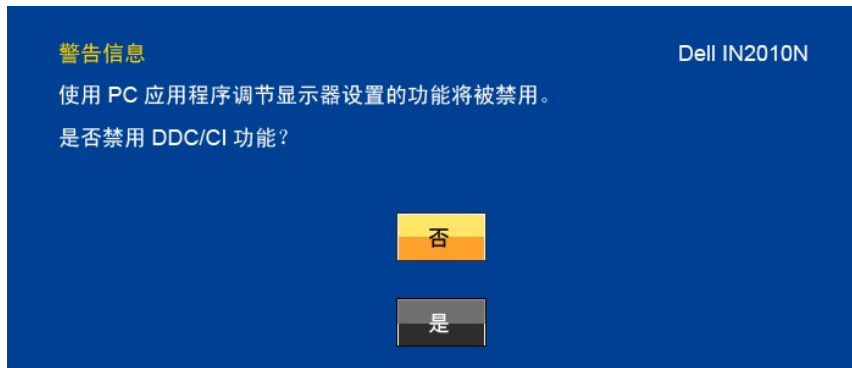 警告信息
Dell IN2010N
使用 PC 应用程序调节显示器设置的功能将被禁用。
是否禁用 DDC/CI 功能？
否
是